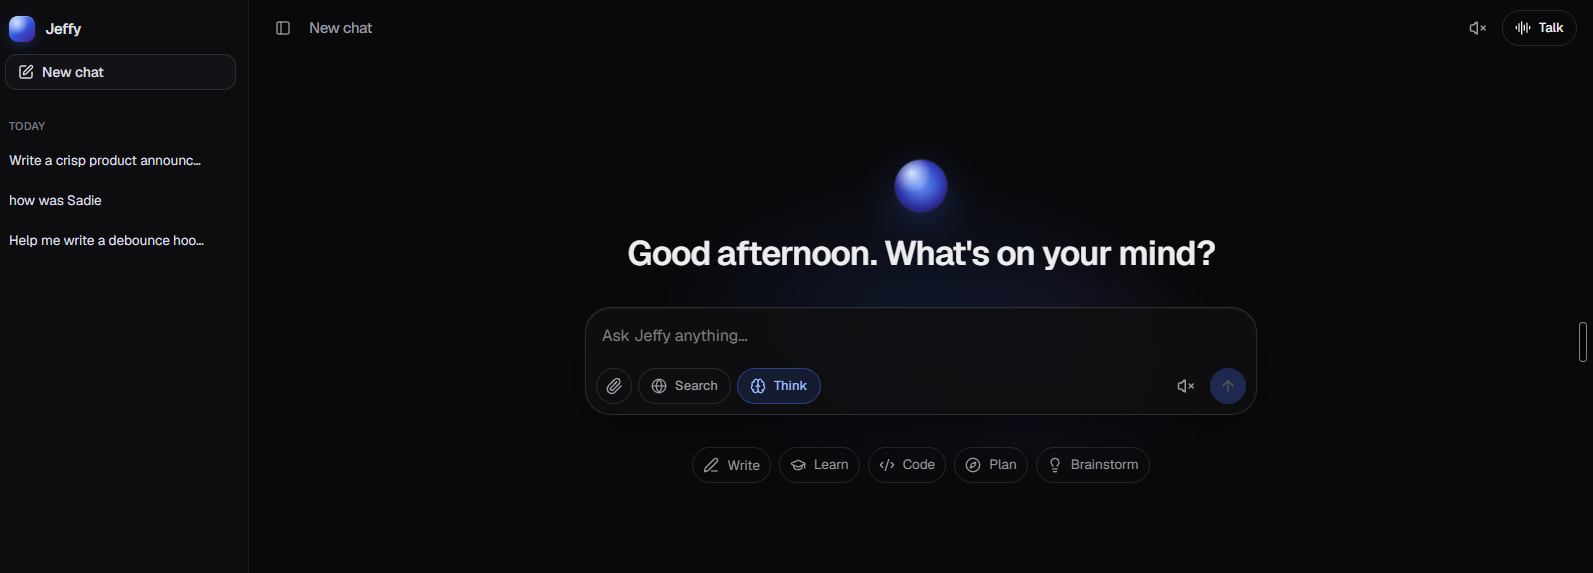 Jeffy
New chat
TODAY
Write a crisp product announc...
how was Sadie
Help me write a debounce hoo...
New chat
Talk
Good afternoon. What's on your mind?
Ask Jeffy anything...
Search
Think
Write
Learn
Code
Plan
Brainstorm